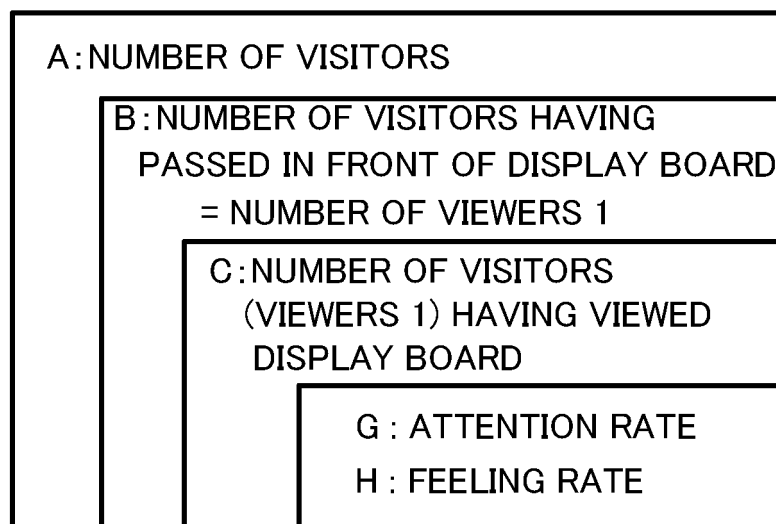 A:NUMBER OF VISITORS
B:NUMBER OF VISITORS HAVING
PASSED IN FRONT OF DISPLAY BOARD
= NUMBER OF VIEWERS 1
C:NUMBER OF VISITORS
(VIEWERS 1) HAVING VIEWED
DISPLAY BOARD
G : ATTENTION RATE
H : FEELING RATE